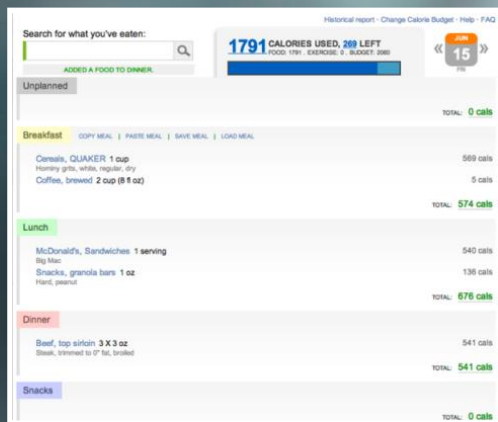 Historical report - Change Calorie Budget - Help - FAQ
Search for what you've eaten:
1791 CALORIES USED, 269 LEFT
FOOD: 1791 . EXERCISE: 0 . BUDGET: 2060
ADDED A FOOD TO DINNER.
« JUN 15 FRI »
Unplanned
TOTAL: 0 cals
Breakfast COPY MEAL | PASTE MEAL | SAVE MEAL | LOAD MEAL
Cereals, QUAKER 1 cup 569 cals
Hominy grits, white, regular, dry
Coffee, brewed 2 cup (8 fl oz) 5 cals
TOTAL: 574 cals
Lunch
McDonald's, Sandwiches 1 serving 540 cals
Big Mac
Snacks, granola bars 1 oz 136 cals
Hard, peanut
TOTAL: 676 cals
Dinner
Beef, top sirloin 3 X 3 oz 541 cals
Steak, trimmed to 0" fat, broiled
TOTAL: 541 cals
Snacks
TOTAL: 0 cals